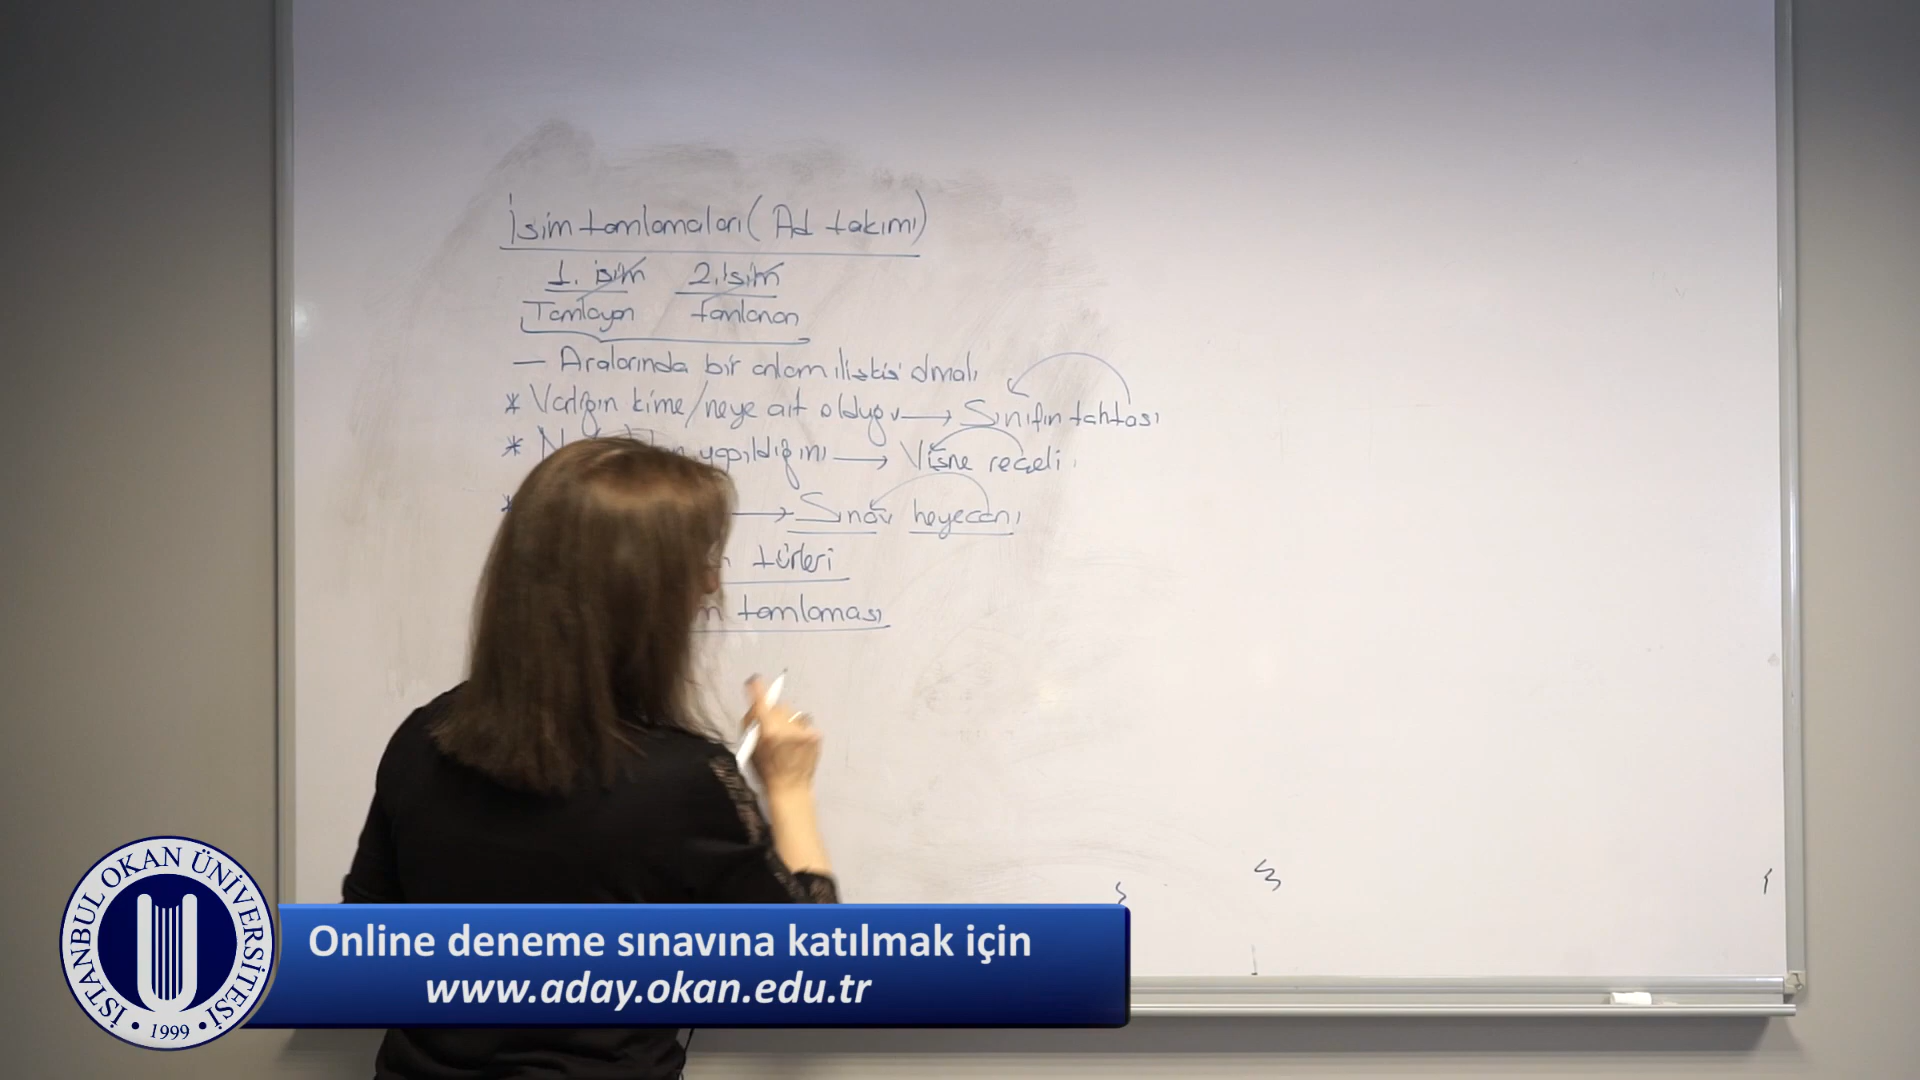 İsim tamlamaları (Ad takımı)
1. isim 2. isim
Tamlayan tamlanan
— Aralarında bir anlam ilişkisi olmalı
* Varlığın kime/neye ait olduğu → Sınıfın tahtası
* yapıldığını → Vişne reçeli
* → Sınav heyecanı
türleri
tamlaması
İSTANBUL OKAN ÜNİVERSİTESİ
• 1999 •
Online deneme sınavına katılmak için
www.aday.okan.edu.tr